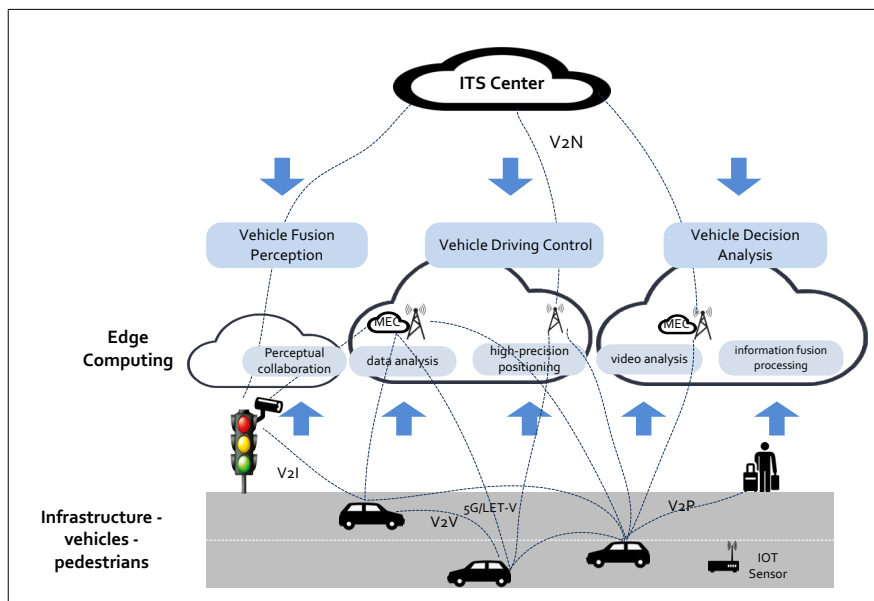 ITS Center
V2N
Vehicle Fusion
Perception
Vehicle Driving Control
Vehicle Decision
Analysis
Edge
Computing
MEC
MEC
Perceptual
collaboration
data analysis
high-precision
positioning
video analysis
information fusion
processing
V2I
5G/LET-V
V2V
V2P
Infrastructure -
vehicles -
pedestrians
IOT
Sensor